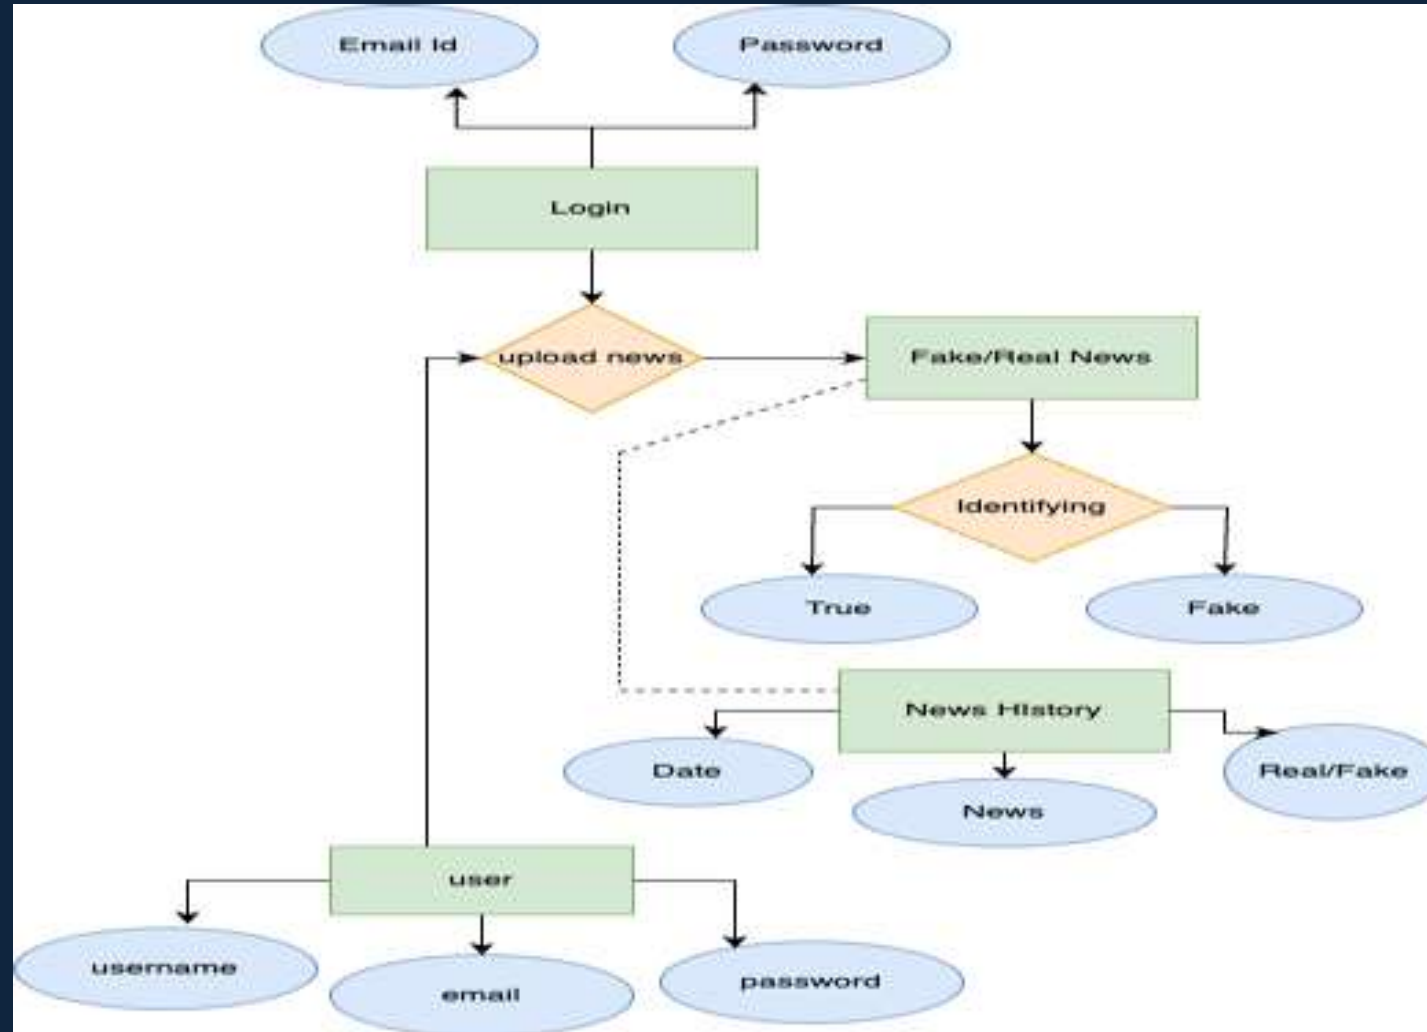 Email Id
Password
Login
upload news
Fake/Real News
Identifying
True
Fake
News HIstory
Date
Real/Fake
News
user
username
email
password